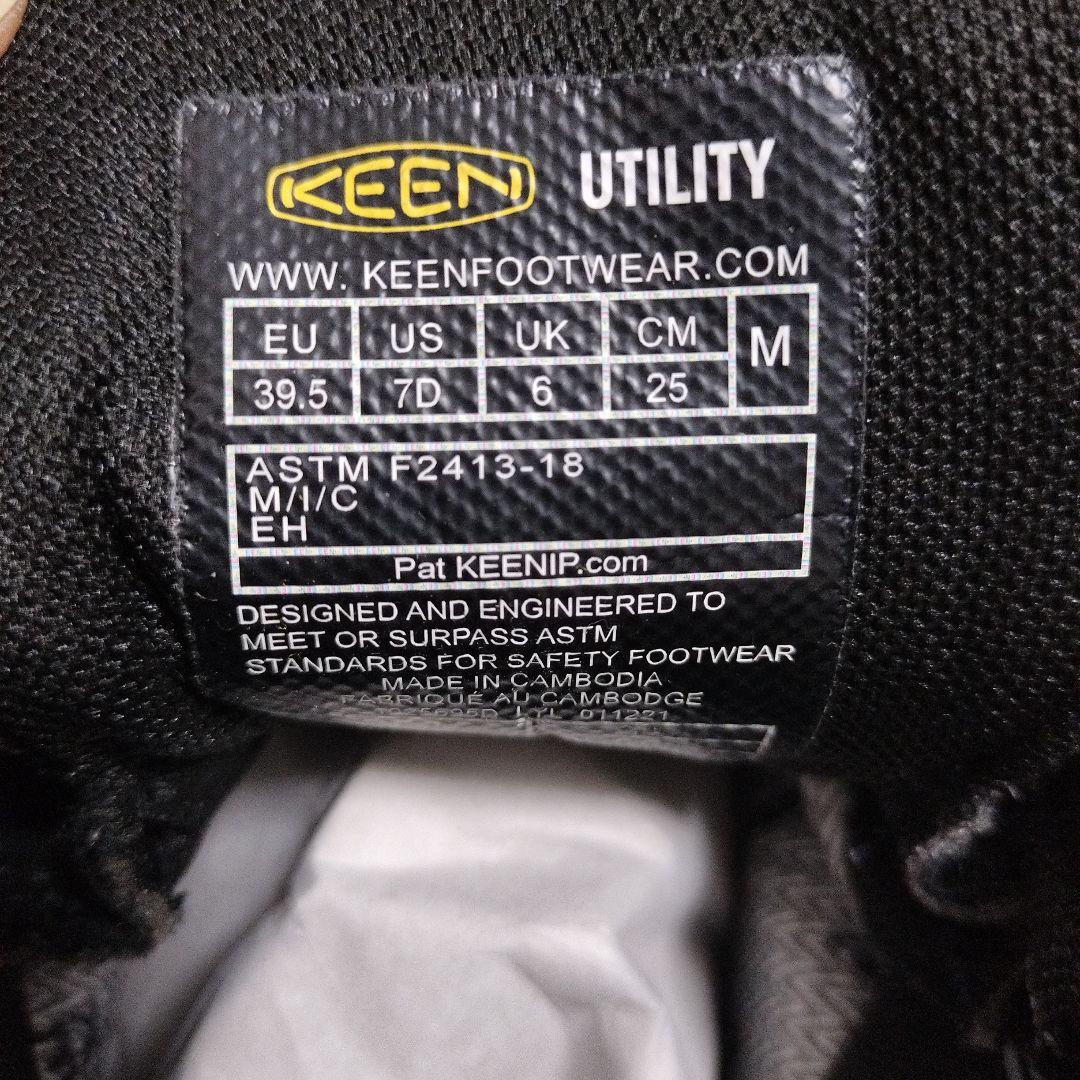 KEEN UTILITY
WWW. KEENFOOTWEAR.COM
EU US UK CM M
39.5 7D 6 25
ASTM F2413-18
M/I/C
EH
Pat KEENIP.com
DESIGNED AND ENGINEERED TO
MEET OR SURPASS ASTM
STANDARDS FOR SAFETY FOOTWEAR
MADE IN CAMBODIA
FABRIQUÉ AU CAMBODGE
LYL 011221